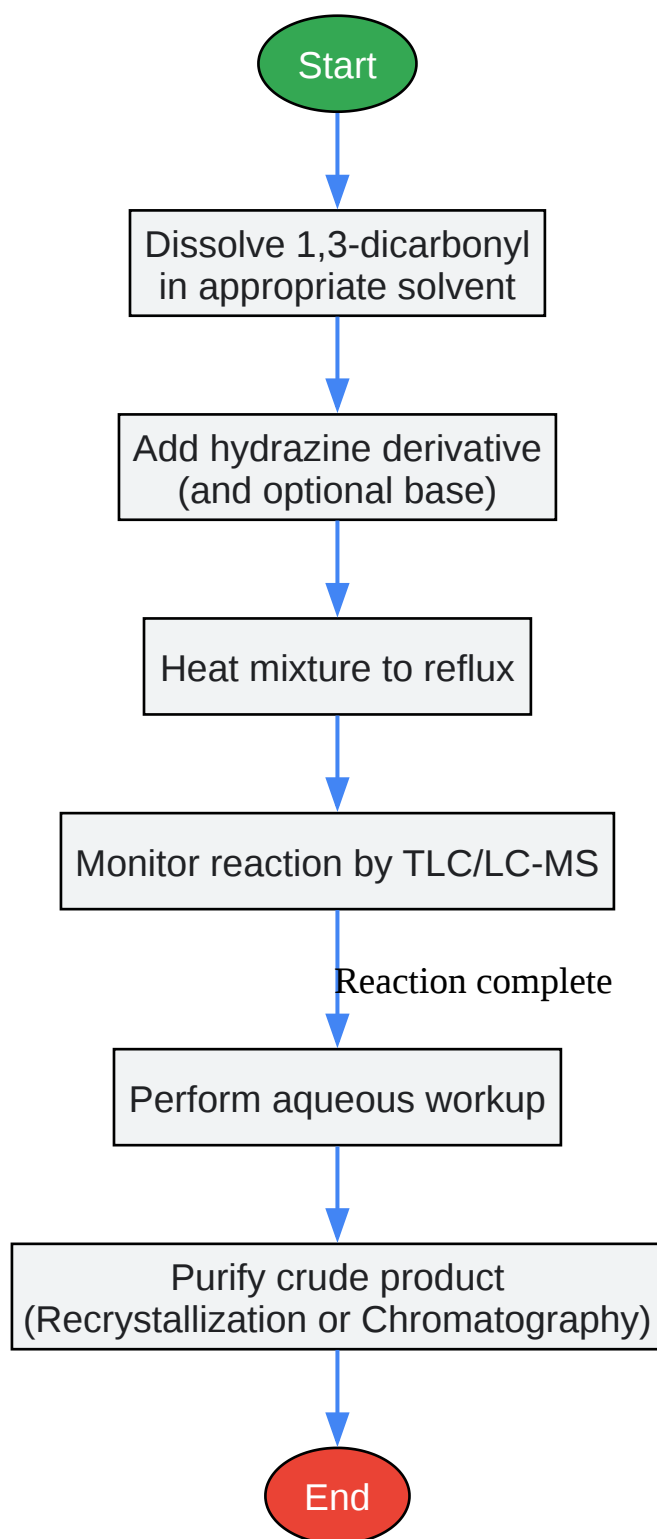 Start
Dissolve 1,3-dicarbonyl
in appropriate solvent
Add hydrazine derivative
(and optional base)
Heat mixture to reflux
Monitor reaction by TLC/LC-MS
Reaction complete
Perform aqueous workup
Purify crude product
(Recrystallization or Chromatography)
End